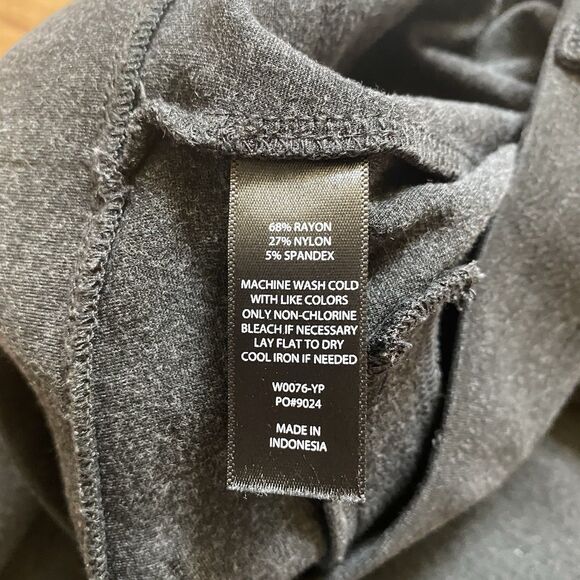 68% RAYON
27% NYLON
5% SPANDEX
MACHINE WASH COLD
WITH LIKE COLORS
ONLY NON-CHLORINE
BLEACH IF NECESSARY
LAY FLAT TO DRY
COOL IRON IF NEEDED
W0076-YP
PO#9024
MADE IN
INDONESIA